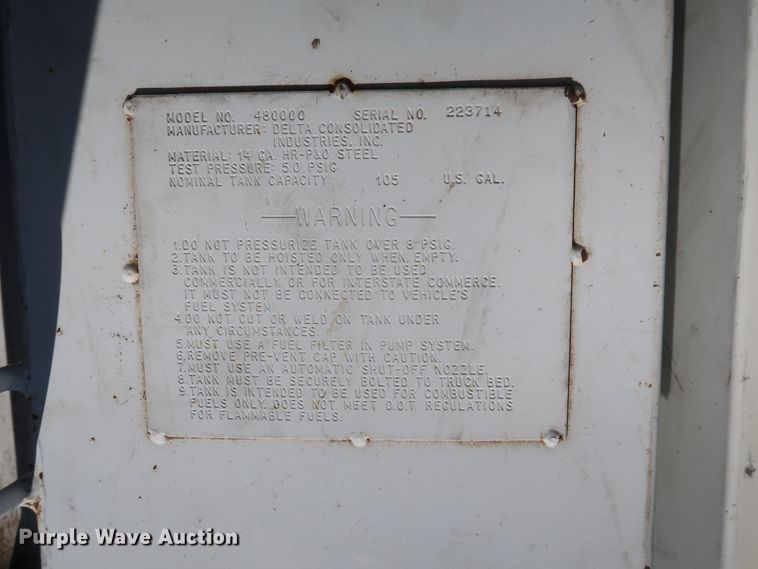 MODEL NO. 480000 SERIAL NO. 223714
MANUFACTURER: DELTA CONSOLIDATED
INDUSTRIES, INC.
MATERIAL: 14 GA. HR-P&O STEEL
TEST PRESSURE: 5.0 PSIG
NOMINAL TANK CAPACITY 105 U.S. GAL.
—WARNING—
1. DO NOT PRESSURIZE TANK OVER 8 PSIG.
2. TANK TO BE HOISTED ONLY WHEN EMPTY.
3. TANK IS NOT INTENDED TO BE USED
COMMERCIALLY OR FOR INTERSTATE COMMERCE.
IT MUST NOT BE CONNECTED TO VEHICLE'S
FUEL SYSTEM.
4. DO NOT CUT OR WELD ON TANK UNDER
ANY CIRCUMSTANCES.
5. MUST USE A FUEL FILTER IN PUMP SYSTEM.
6. REMOVE PRE-VENT CAP WITH CAUTION.
7. MUST USE AN AUTOMATIC SHUT-OFF NOZZLE.
8. TANK MUST BE SECURELY BOLTED TO TRUCK BED.
9. TANK IS INTENDED TO BE USED FOR COMBUSTIBLE
FUELS ONLY. DOES NOT MEET D.O.T. REGULATIONS
FOR FLAMMABLE FUELS.
Purple Wave Auction